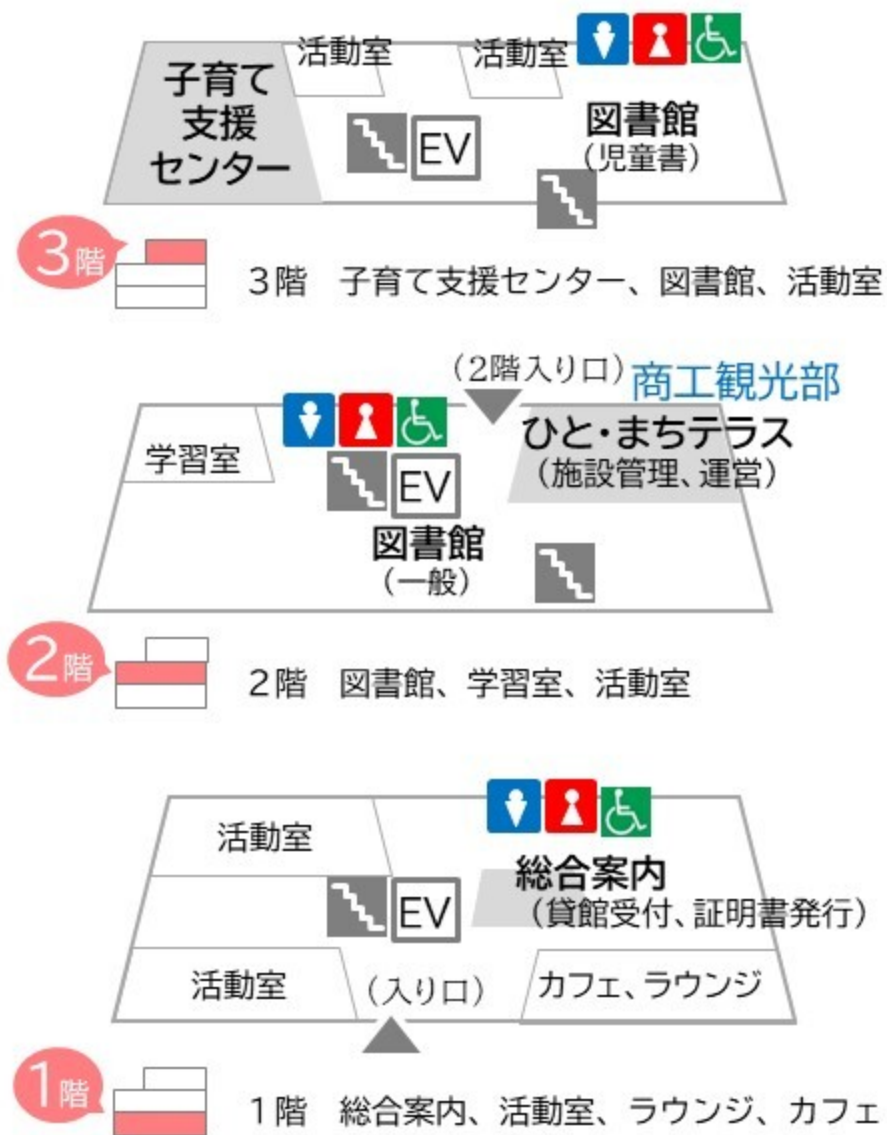 活動室
活動室
子育て
支援
センター
EV
図書館
(児童書)
3階
3階 子育て支援センター、図書館、活動室
(2階入り口)
商工観光部
学習室
ひと・まちテラス
(施設管理、運営)
EV
図書館
(一般)
2階
2階 図書館、学習室、活動室
活動室
総合案内
(貸館受付、証明書発行)
EV
活動室
(入り口)
カフェ、ラウンジ
1階
1階 総合案内、活動室、ラウンジ、カフェ